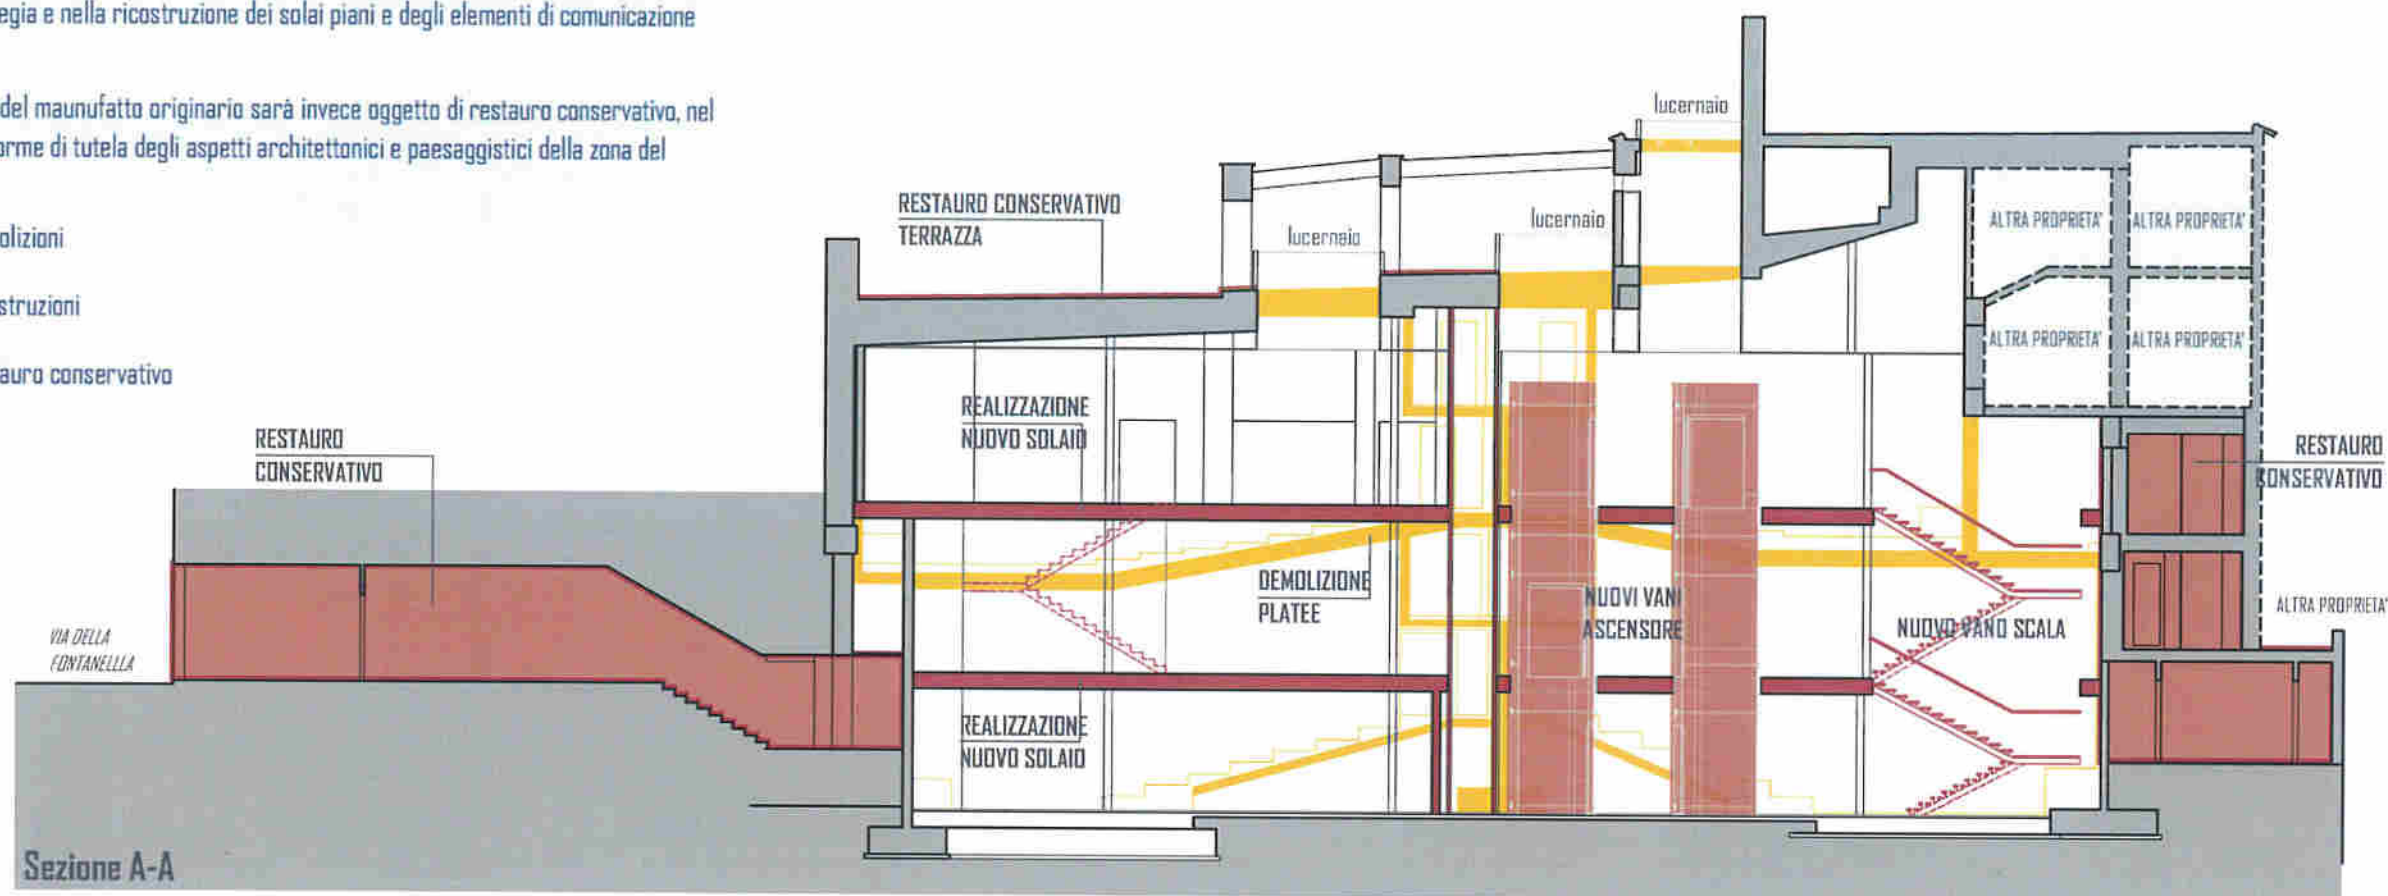 egia e nella ricostruzione dei solai piani e degli elementi di comunicazione
del maunufatto originario sarà invece oggetto di restauro conservativo, nel
orme di tutela degli aspetti architettonici e paesaggistici della zona del
olizioni
struzioni
auro conservativo
lucernaio
RESTAURO CONSERVATIVO
TERRAZZA
lucernaio
lucernaio
ALTRA PROPRIETA'
ALTRA PROPRIETA'
ALTRA PROPRIETA'
ALTRA PROPRIETA'
REALIZZAZIONE
NUOVO SOLAIO
RESTAURO
CONSERVATIVO
RESTAURO
CONSERVATIVO
DEMOLIZIONE
PLATEE
NUOVI VANI
ASCENSORE
NUOVO VANO SCALA
ALTRA PROPRIETA'
VIA DELLA
FONTANELLLA
REALIZZAZIONE
NUOVO SOLAIO
Sezione A-A